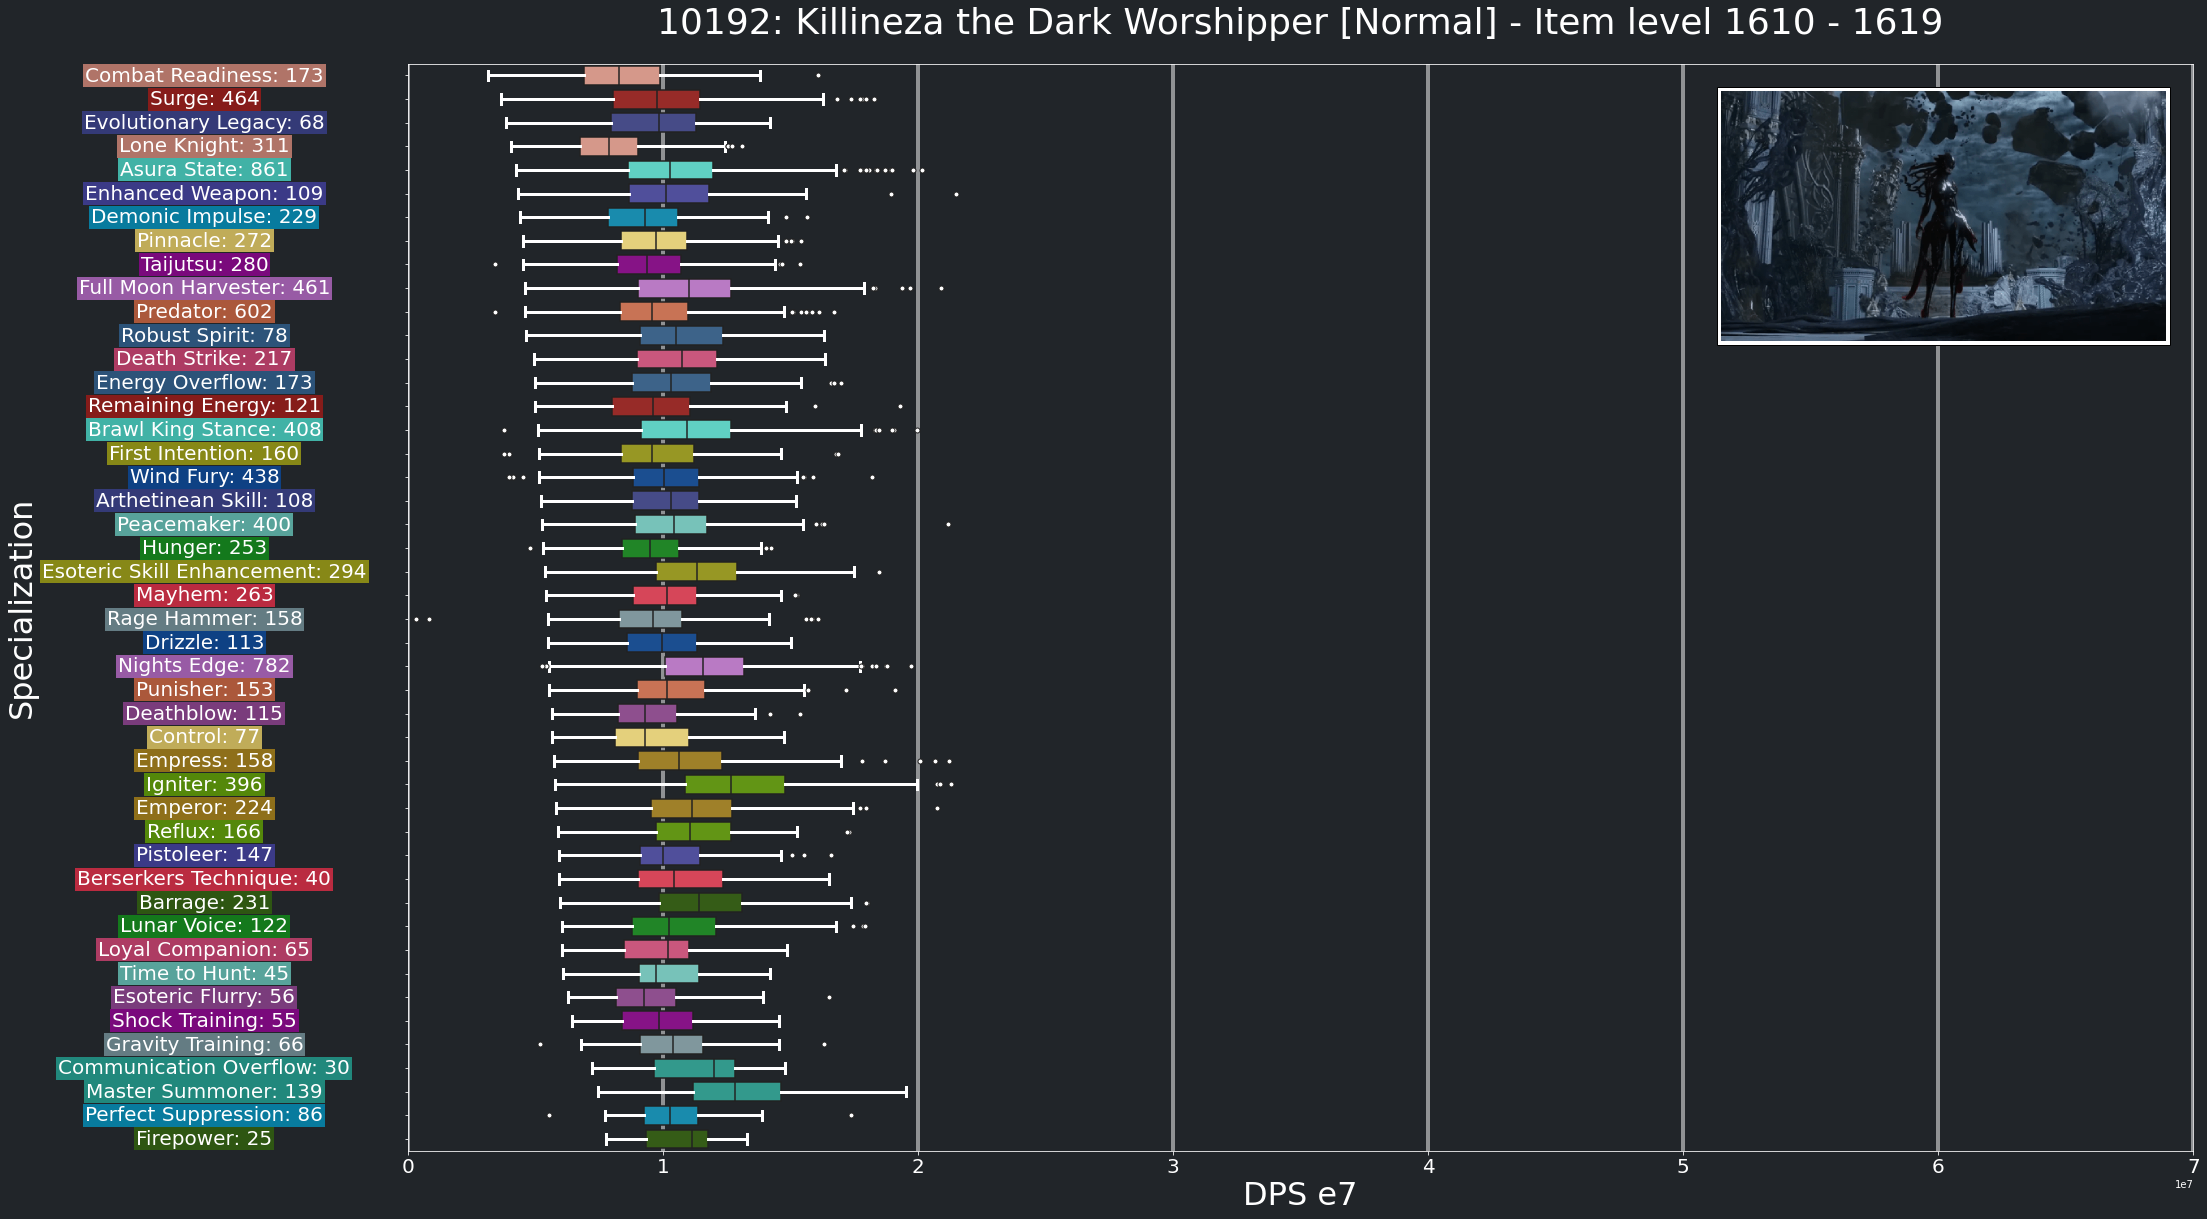 10192: Killineza the Dark Worshipper [Normal] - Item level 1610 - 1619
Combat Readiness: 173
Surge: 464
Evolutionary Legacy: 68
Lone Knight: 311
Asura State: 861
Enhanced Weapon: 109
Demonic Impulse: 229
Pinnacle: 272
Taijutsu: 280
Full Moon Harvester: 461
Predator: 602
Robust Spirit: 78
Death Strike: 217
Energy Overflow: 173
Remaining Energy: 121
Brawl King Stance: 408
First Intention: 160
Wind Fury: 438
Arthetinean Skill: 108
Peacemaker: 400
Hunger: 253
Esoteric Skill Enhancement: 294
Mayhem: 263
Rage Hammer: 158
Drizzle: 113
Nights Edge: 782
Punisher: 153
Deathblow: 115
Control: 77
Empress: 158
Igniter: 396
Emperor: 224
Reflux: 166
Pistoleer: 147
Berserkers Technique: 40
Barrage: 231
Lunar Voice: 122
Loyal Companion: 65
Time to Hunt: 45
Esoteric Flurry: 56
Shock Training: 55
Gravity Training: 66
Communication Overflow: 30
Master Summoner: 139
Perfect Suppression: 86
Firepower: 25
Specialization
0 1 2 3 4 5 6 7
1e7
DPS e7